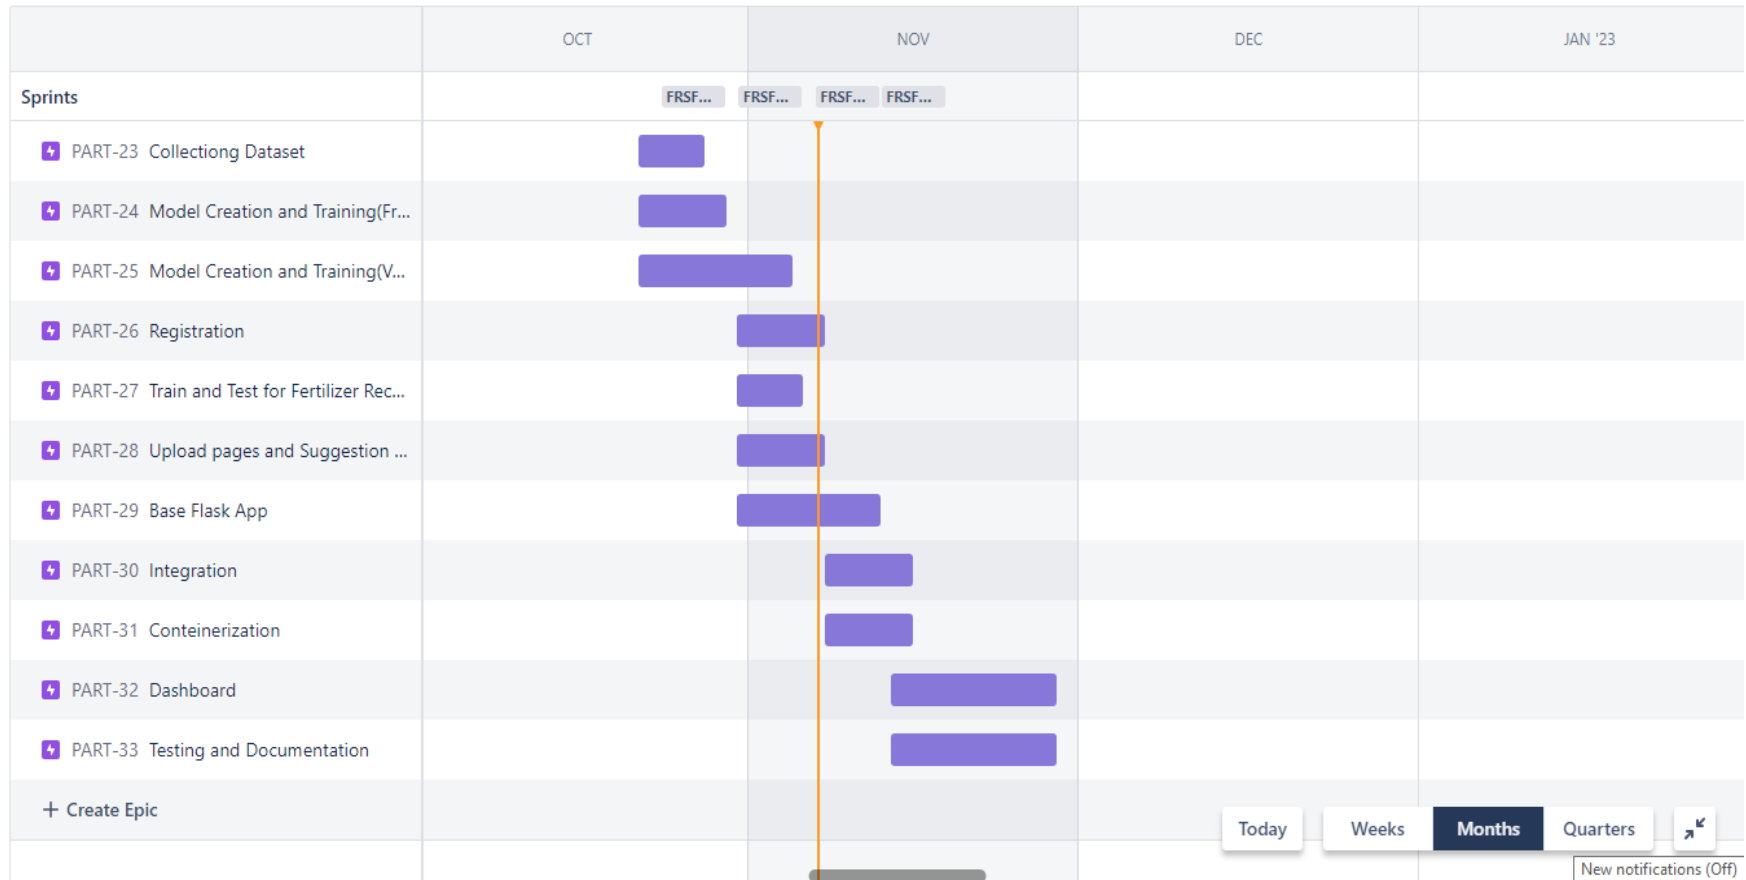 OCT NOV DEC JAN '23
Sprints FRSF... FRSF... FRSF... FRSF...
PART-23 Collectiong Dataset
PART-24 Model Creation and Training(Fr...
PART-25 Model Creation and Training(V...
PART-26 Registration
PART-27 Train and Test for Fertilizer Rec...
PART-28 Upload pages and Suggestion ...
PART-29 Base Flask App
PART-30 Integration
PART-31 Conteinerization
PART-32 Dashboard
PART-33 Testing and Documentation
+ Create Epic
Today Weeks Months Quarters
New notifications (Off)